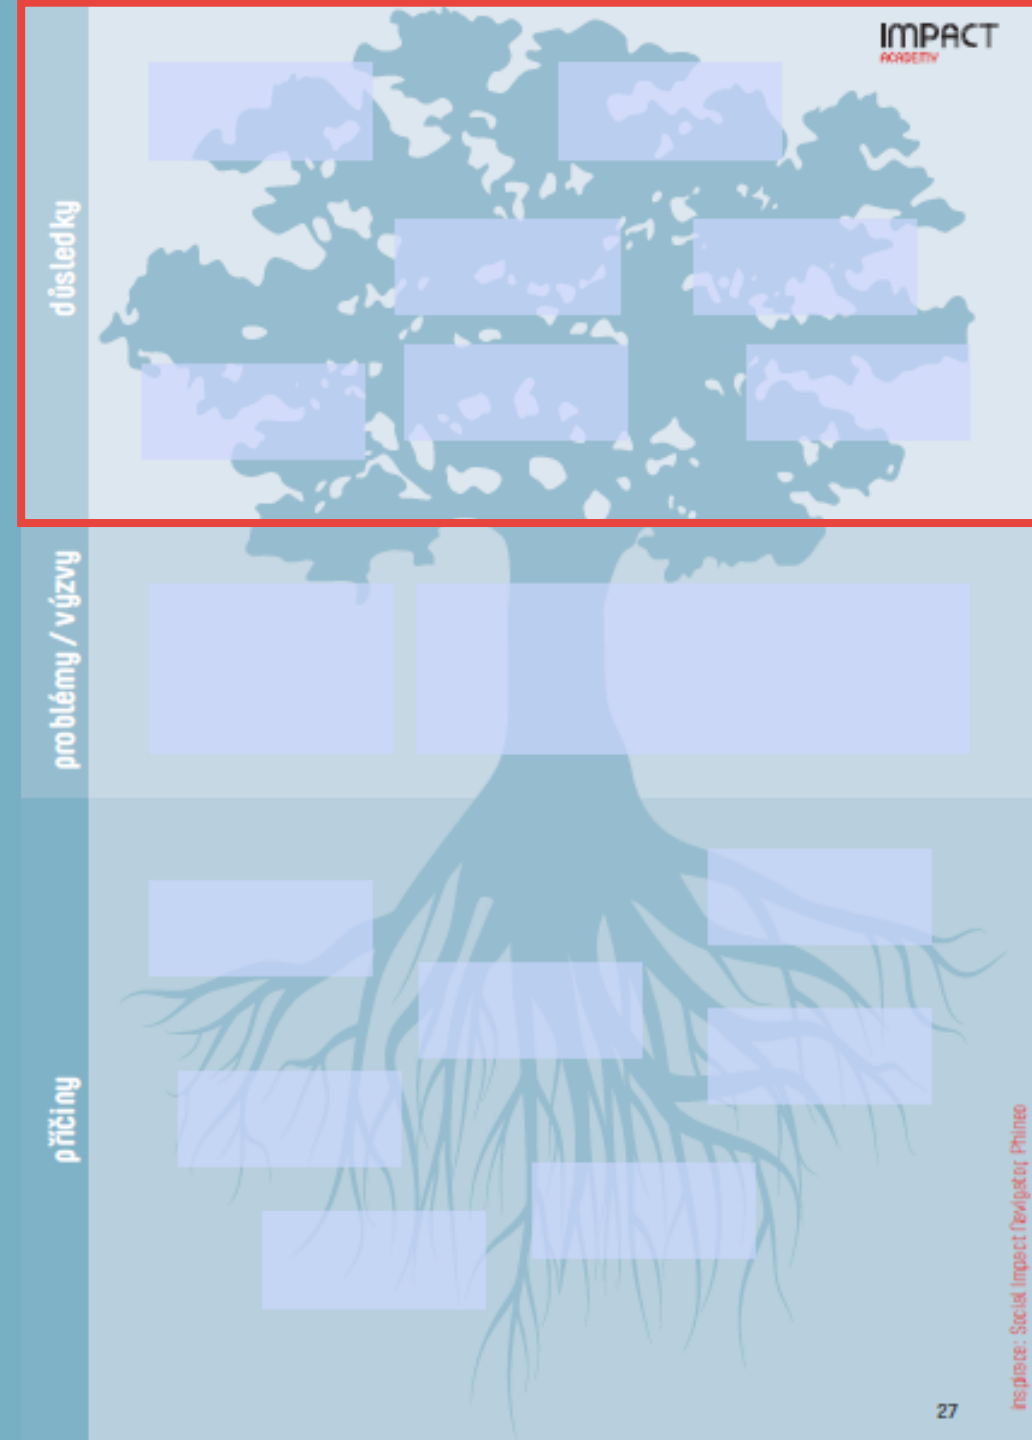 IMPACT
ACADEMY
důsledky
problémy / výzvy
příčiny
inspirace: Social Impact Navigator, Phineo
27